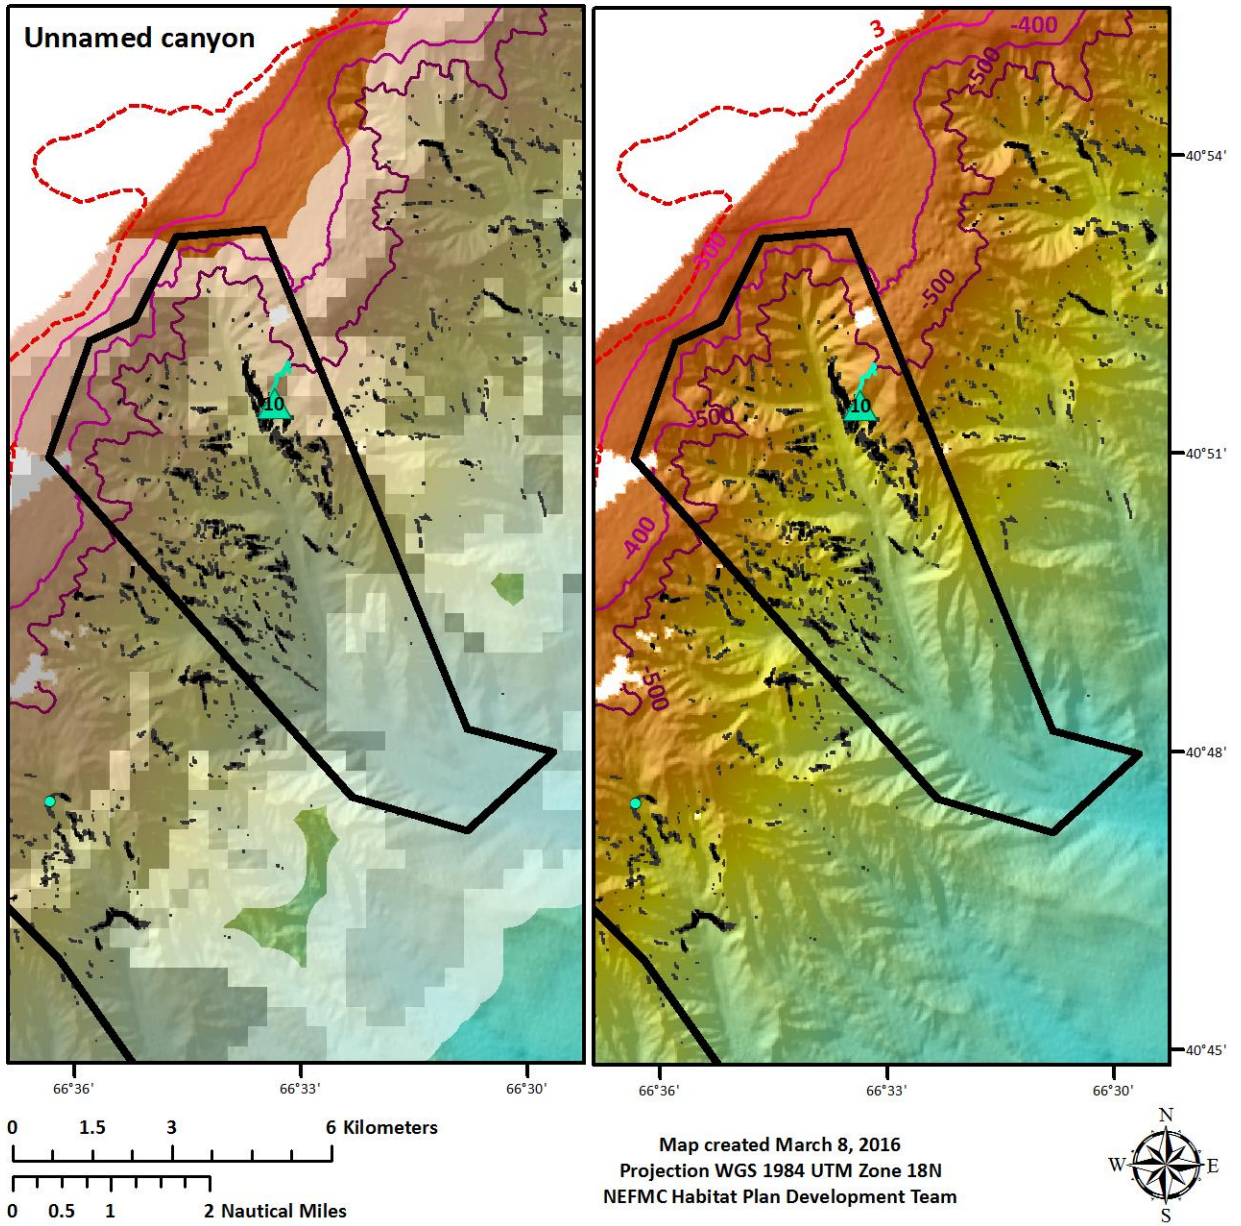 Unnamed canyon
10
3
-400
-500
-300
-500
-500
10
-400
-500
40°54'
40°51'
40°48'
40°45'
66°36'
66°33'
66°30'
66°36'
66°33'
66°30'
0 1.5 3 6 Kilometers
0 0.5 1 2 Nautical Miles
Map created March 8, 2016
Projection WGS 1984 UTM Zone 18N
NEFMC Habitat Plan Development Team
N
W E
S